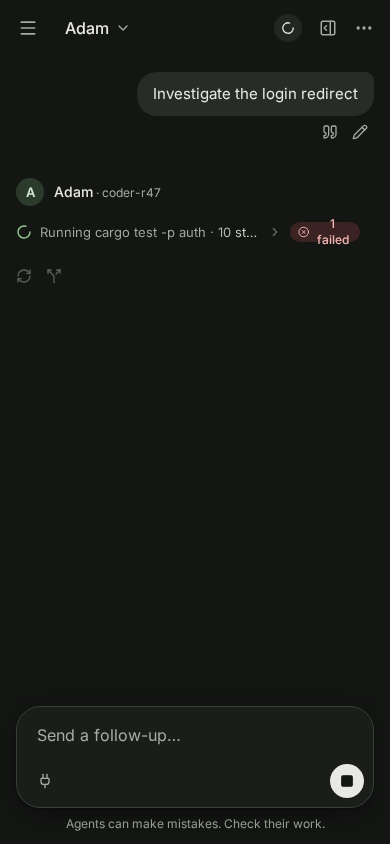 Adam
Investigate the login redirect
A
Adam · coder-r47
Running cargo test -p auth · 10 st...
1
failed
Send a follow-up...
Agents can make mistakes. Check their work.